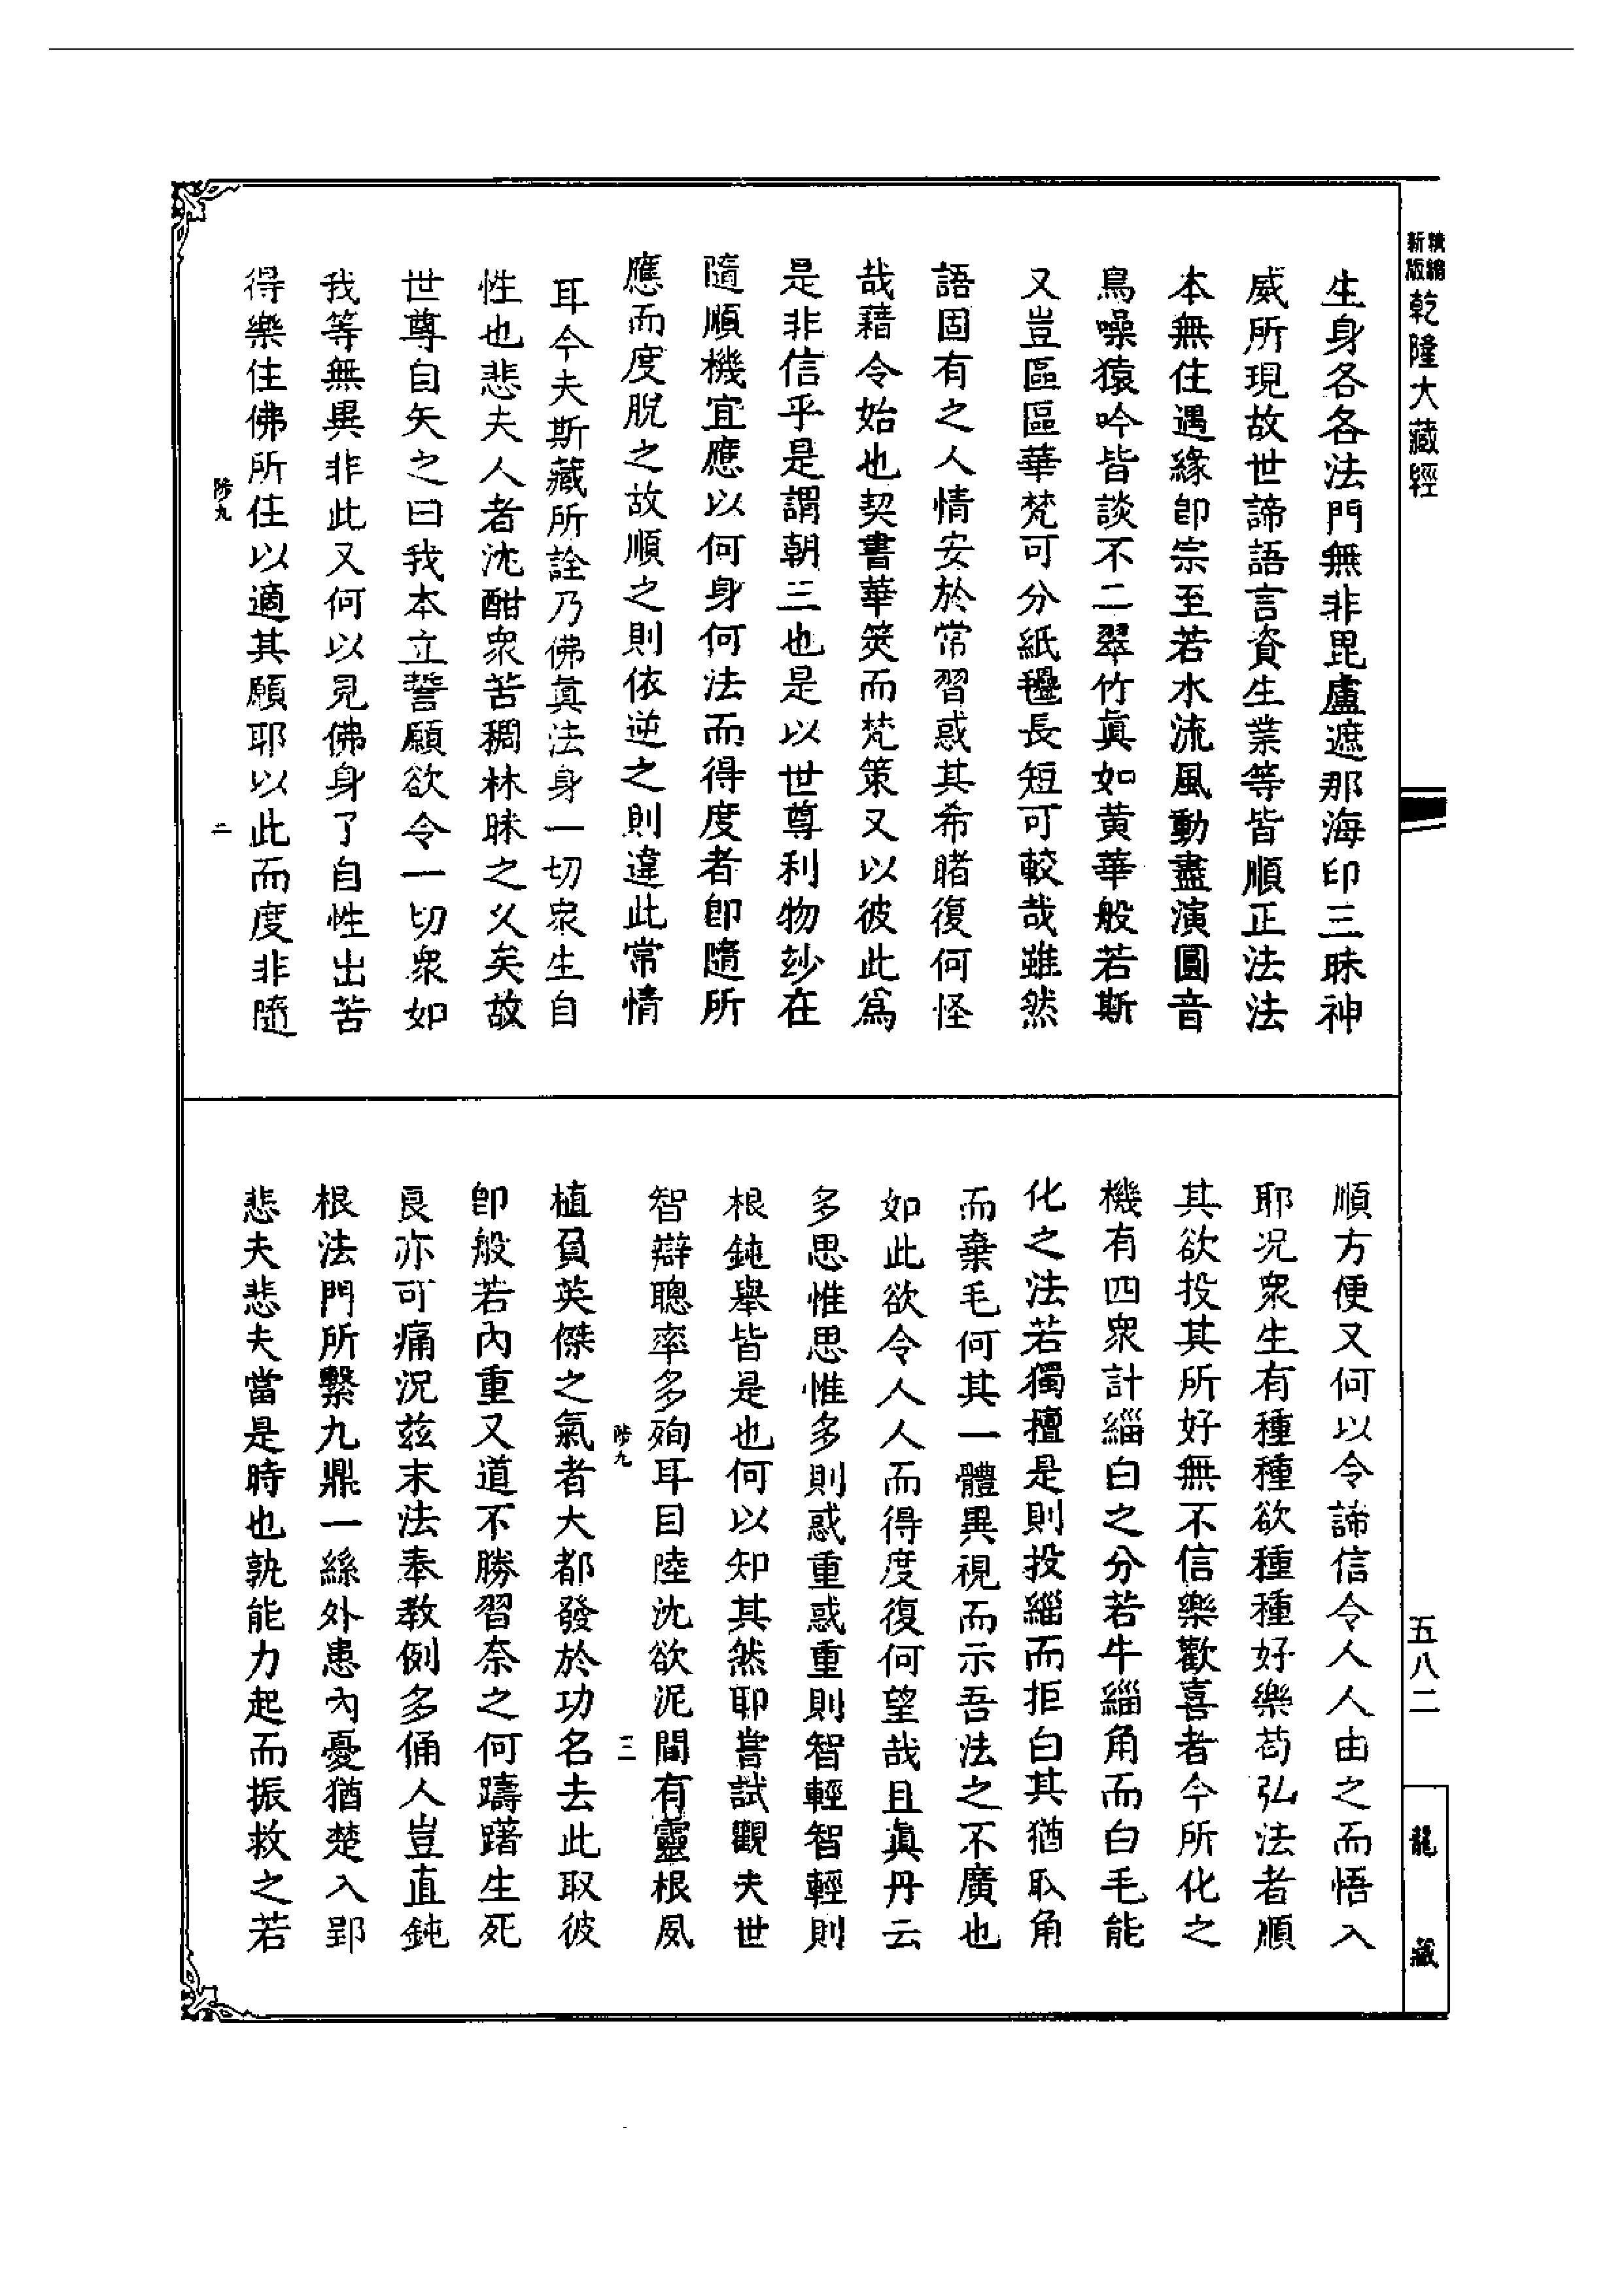 精繪新版乾隆大藏經
生身各各法門無非毘盧遮那海印三昧神
威所現故世諦語言資生業等皆順正法法
本無住遇緣卽宗至若水流風動盡演圓音
鳥噪猿吟皆談不二翠竹眞如黃華般若斯
又豈區區華梵可分紙㲲長短可較哉雖然
語固有之人情安於常習惑其希睹復何怪
哉藉令始也契書華筴而梵策又以彼此爲
是非信乎是謂朝三也是以世尊利物玅在
隨順機宜應以何身何法而得度者卽隨所
應而度脫之故順之則依逆之則違此常情
耳今夫斯藏所詮乃佛眞法身一切衆生自
性也悲夫人者沈酣衆苦稠林昧之久矣故
世尊自矢之曰我本立誓願欲令一切衆如
我等無異非此又何以見佛身了自性出苦
得樂住佛所住以適其願耶以此而度非隨
陟九
二
順方便又何以令諦信令人人由之而悟入
耶況衆生有種種欲種種好樂苟弘法者順
其欲投其所好無不信樂歡喜者今所化之
機有四衆計緇白之分若牛緇角而白毛能
化之法若獨擅是則投緇而拒白其猶取角
而棄毛何其一體異視而示吾法之不廣也
如此欲令人人而得度復何望哉且眞丹云
多思惟思惟多則惑重惑重則智輕智輕則
根鈍舉皆是也何以知其然耶嘗試觀夫世
智辯聰率多殉耳目陸沈欲泥間有靈根夙
陟九
三
植負英傑之氣者大都發於功名去此取彼
卽般若內重又道不勝習奈之何躊躇生死
良亦可痛況茲末法奉教例多俑人豈直鈍
根法門所繫九鼎一絲外患內憂猶楚入郢
悲夫悲夫當是時也孰能力起而振救之若
五八二
龍藏